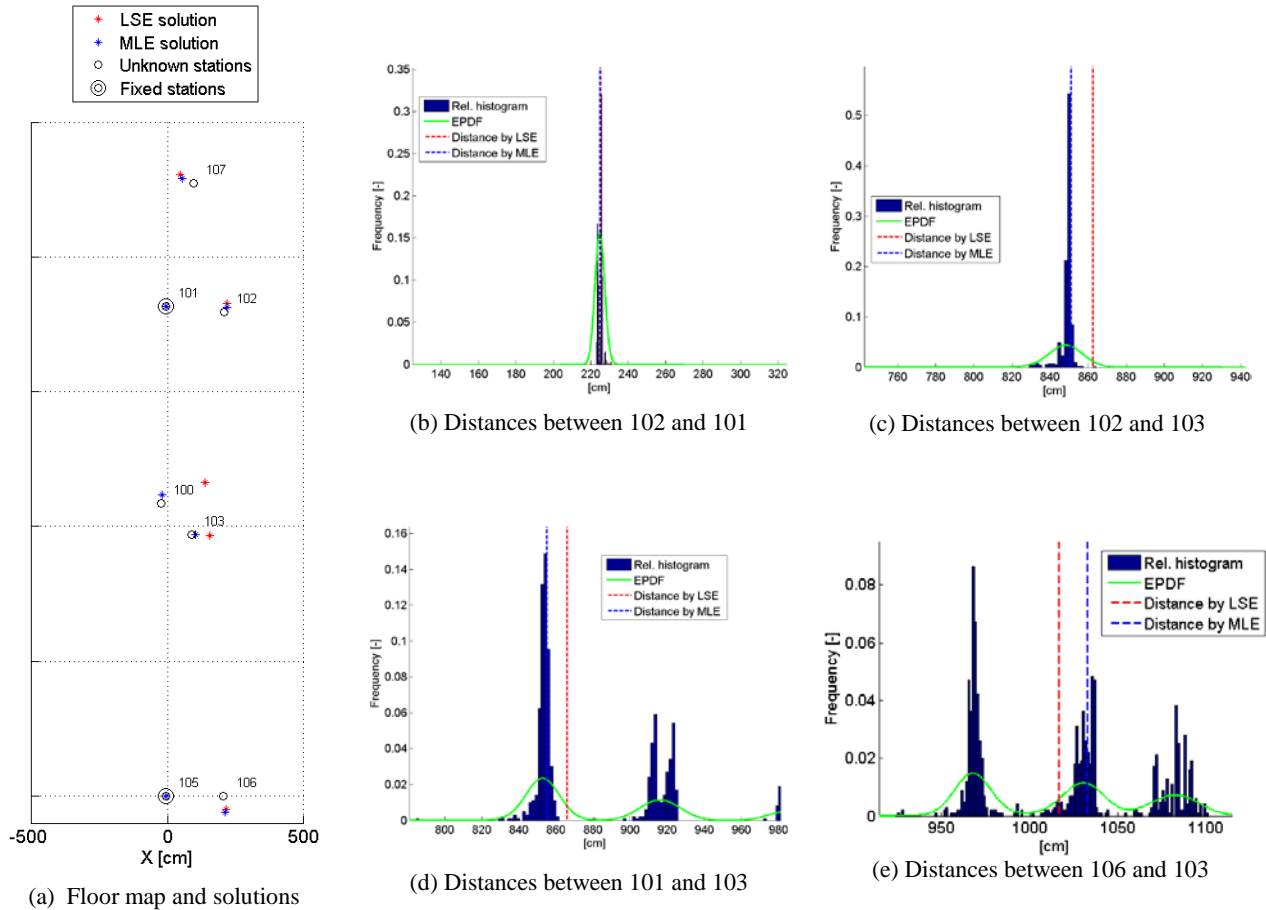 LSE solution
MLE solution
Unknown stations
Fixed stations
107
101
102
100
103
105
106
-500
0
500
X [cm]
(a) Floor map and solutions
0.35
0.3
0.25
0.2
0.15
0.1
0.05
0
Frequency [-]
Rel. histogram
EPDF
Distance by LSE
Distance by MLE
140
160
180
200
220
240
260
280
300
320
[cm]
(b) Distances between 102 and 101
0.5
0.4
0.3
0.2
0.1
0
Frequency [-]
Rel. histogram
EPDF
Distance by LSE
Distance by MLE
760
780
800
820
840
860
880
900
920
940
[cm]
(c) Distances between 102 and 103
0.16
0.14
0.12
0.1
0.08
0.06
0.04
0.02
0
Frequency [-]
Rel. histogram
EPDF
Distance by LSE
Distance by MLE
800
820
840
860
880
900
920
940
960
980
[cm]
(d) Distances between 101 and 103
0.08
0.06
0.04
0.02
0
Frequency [-]
Rel. histogram
EPDF
Distance by LSE
Distance by MLE
950
1000
1050
1100
[cm]
(e) Distances between 106 and 103